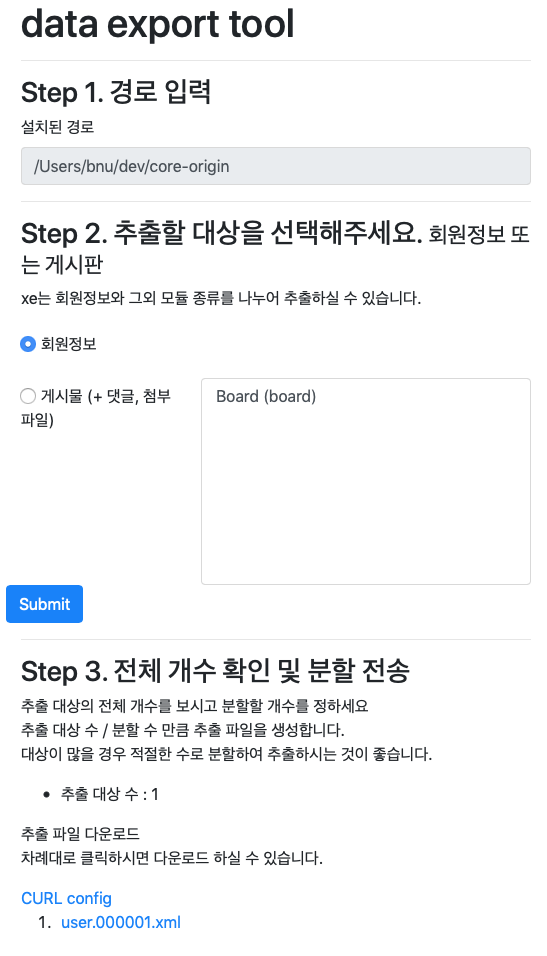 data export tool
Step 1. 경로 입력
설치된 경로
/Users/bnu/dev/core-origin
Step 2. 추출할 대상을 선택해주세요. 회원정보 또
는 게시판
xe는 회원정보와 그외 모듈 종류를 나누어 추출하실 수 있습니다.
회원정보
게시물 (+ 댓글, 첨부
파일)
Board (board)
Submit
Step 3. 전체 개수 확인 및 분할 전송
추출 대상의 전체 개수를 보시고 분할할 개수를 정하세요
추출 대상 수 / 분할 수 만큼 추출 파일을 생성합니다.
대상이 많을 경우 적절한 수로 분할하여 추출하시는 것이 좋습니다.
• 추출 대상 수 : 1
추출 파일 다운로드
차례대로 클릭하시면 다운로드 하실 수 있습니다.
CURL config
1. user.000001.xml